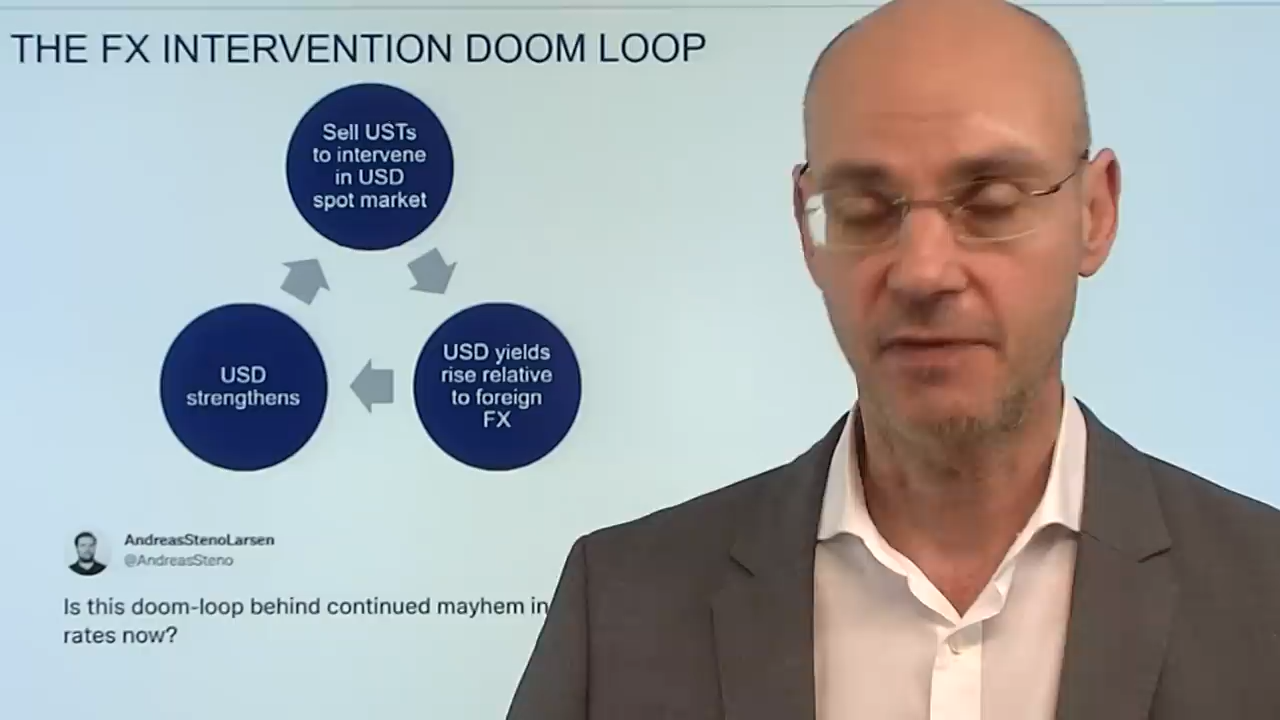 THE FX INTERVENTION DOOM LOOP
Sell USTs
to intervene
in USD
spot market
USD yields
rise relative
to foreign
FX
USD
strengthens
AndreasStenoLarsen
@AndreasSteno
Is this doom-loop behind continued mayhem in
rates now?